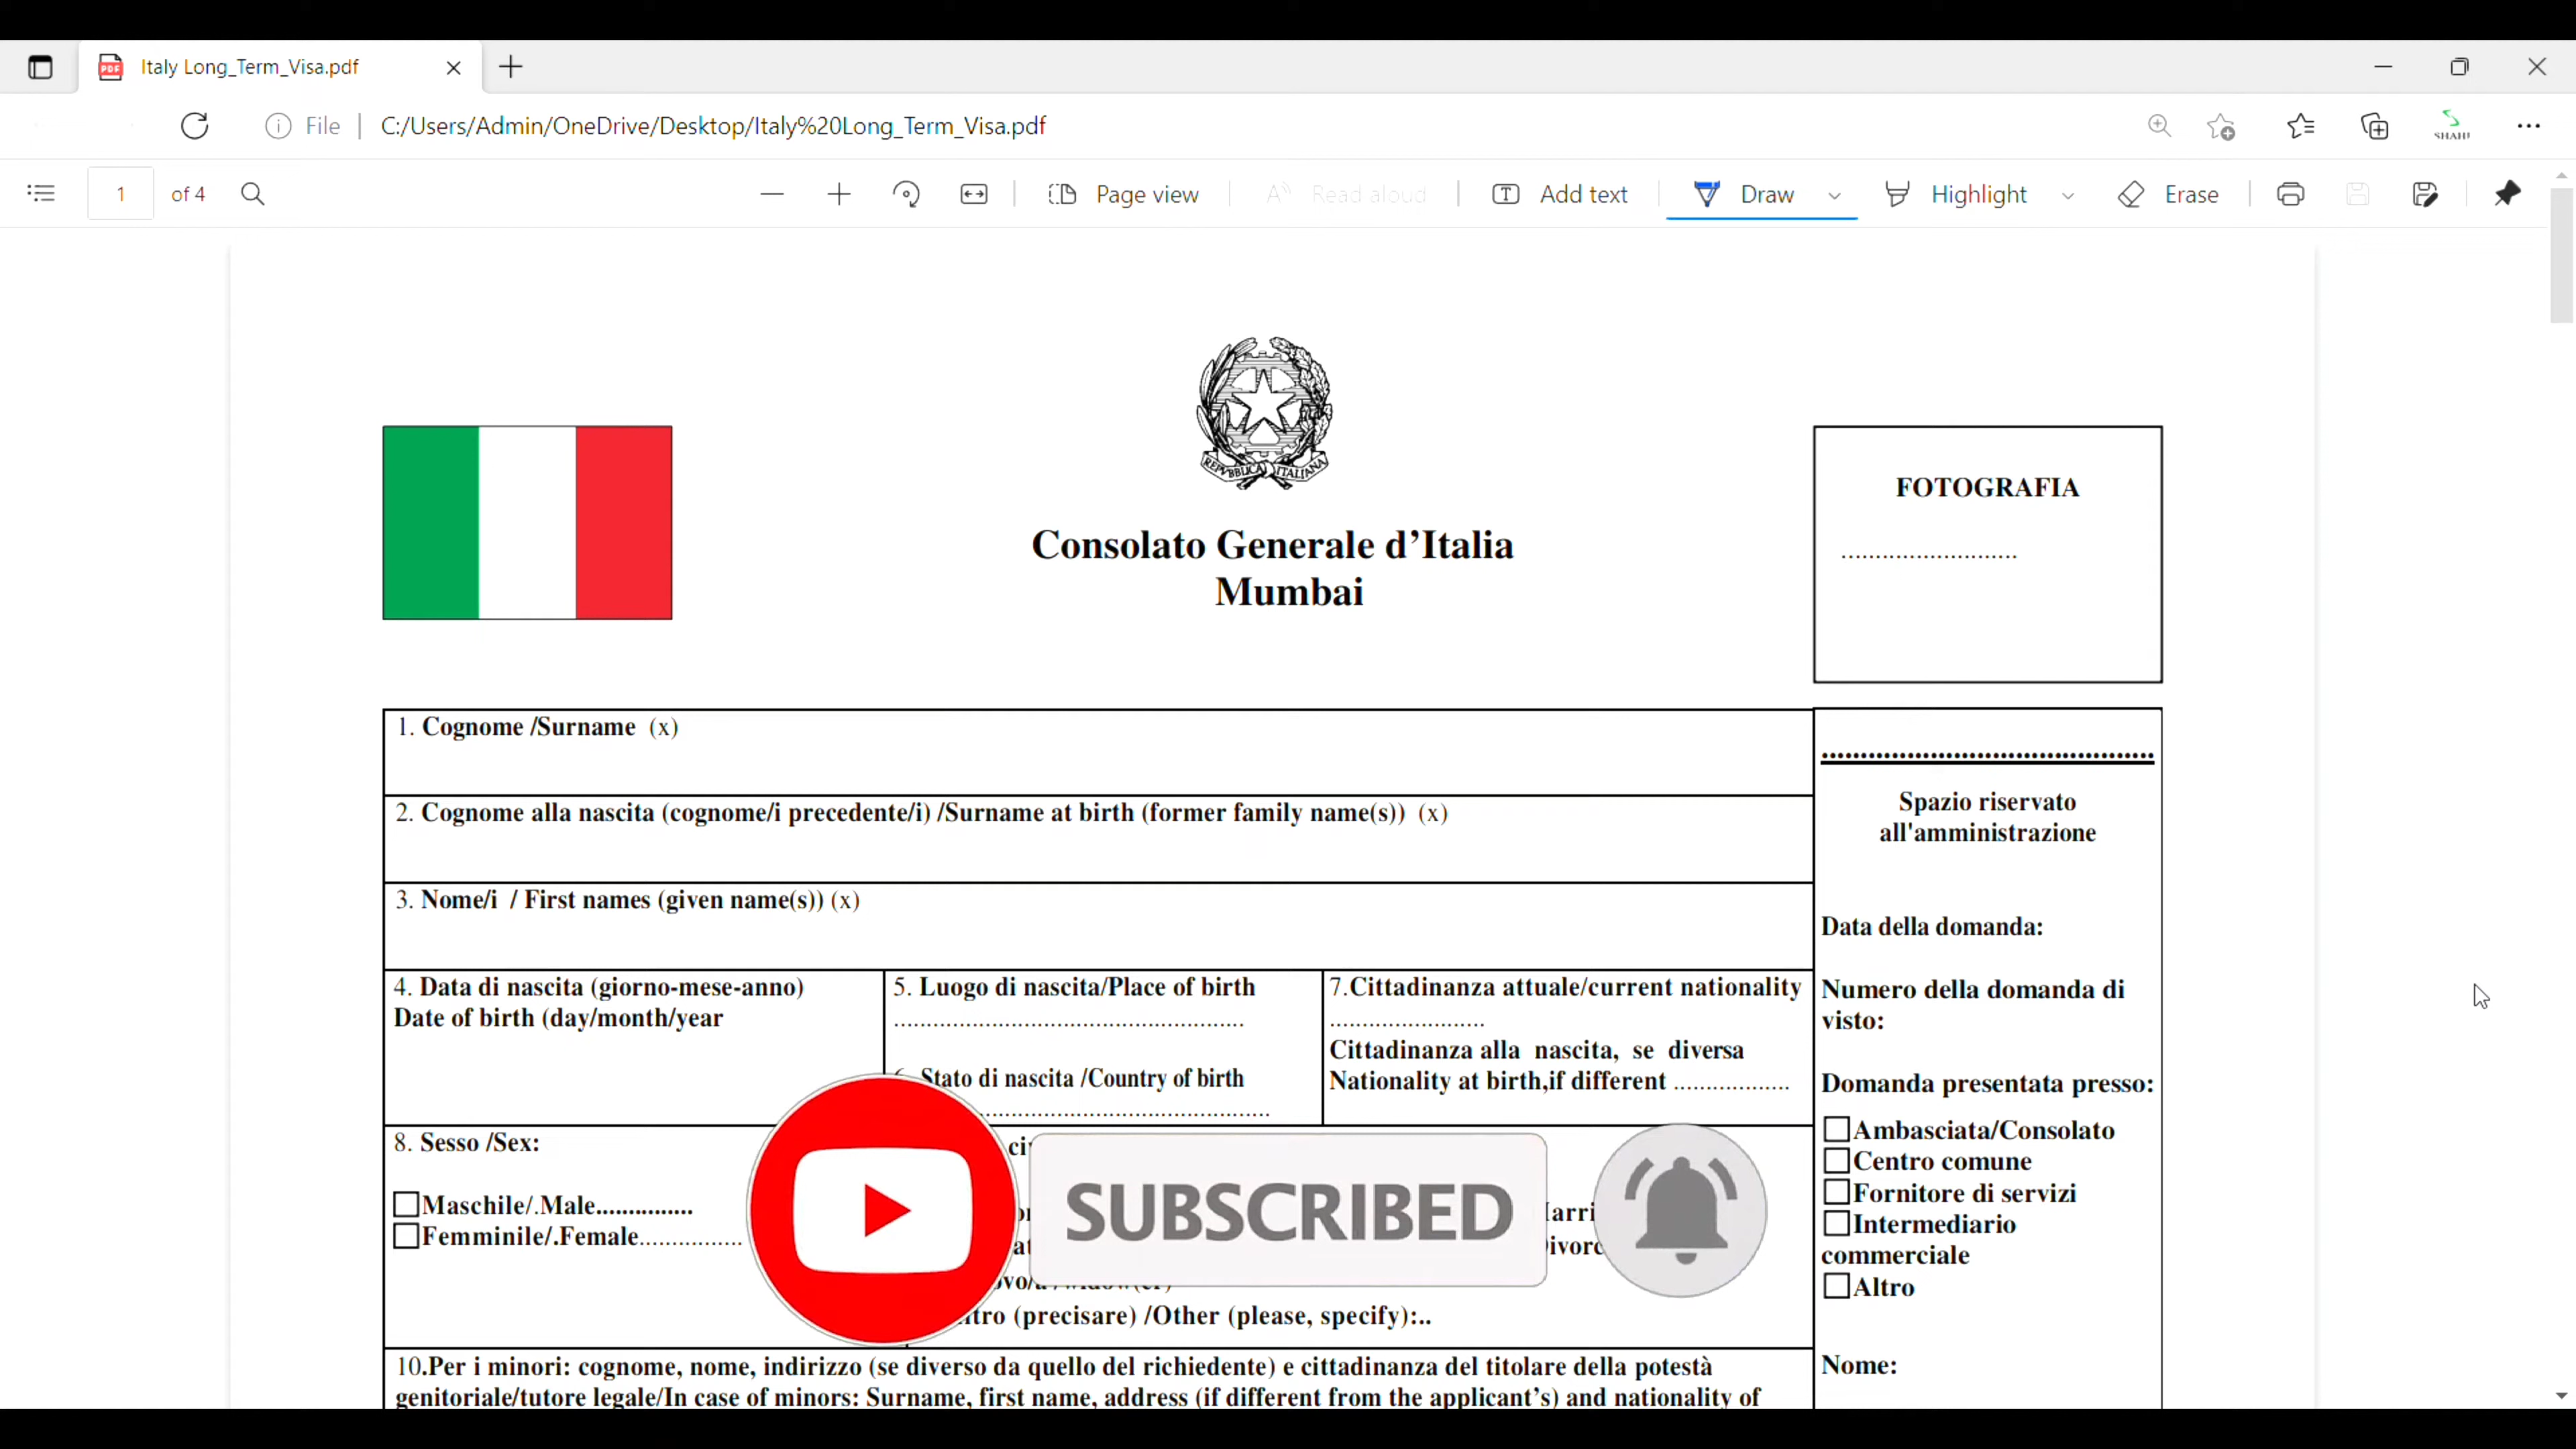 Italy Long_Term_Visa.pdf
File
C:/Users/Admin/OneDrive/Desktop/Italy%20Long_Term_Visa.pdf
SHAHI
1 of 4
Page view
Read aloud
Add text
Draw
Highlight
Erase
REPVBBLICA ITALIANA
Consolato Generale d’Italia
Mumbai
FOTOGRAFIA
.........................
1. Cognome /Surname (x)
2. Cognome alla nascita (cognome/i precedente/i) /Surname at birth (former family name(s)) (x)
3. Nome/i / First names (given name(s)) (x)
4. Data di nascita (giorno-mese-anno)
Date of birth (day/month/year
5. Luogo di nascita/Place of birth
......................................................
Stato di nascita /Country of birth
.............................................
7.Cittadinanza attuale/current nationality
........................
Cittadinanza alla nascita, se diversa
Nationality at birth,if different ..................
8. Sesso /Sex:
Maschile/.Male...............
Femminile/.Female................
(precisare) /Other (please, specify):..
10.Per i minori: cognome, nome, indirizzo (se diverso da quello del richiedente) e cittadinanza del titolare della potestà
genitoriale/tutore legale/In case of minors: Surname, first name, address (if different from the applicant’s) and nationality of
...........................................
Spazio riservato
all'amministrazione
Data della domanda:
Numero della domanda di
visto:
Domanda presentata presso:
Ambasciata/Consolato
Centro comune
Fornitore di servizi
Intermediario
commerciale
Altro
Nome:
SUBSCRIBED